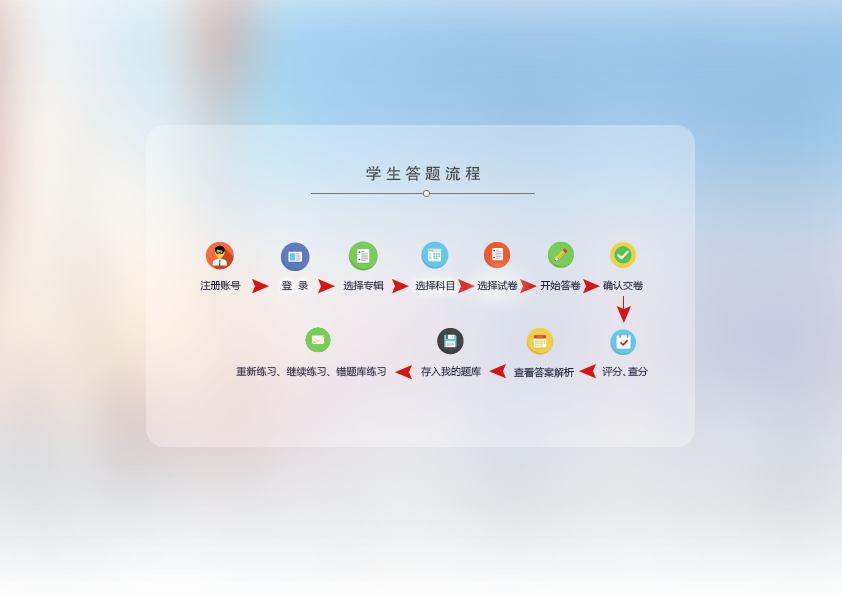 学生答题流程
注册账号 登录 选择专辑 选择科目 选择试卷 开始答卷 确认交卷
重新练习、继续练习、错题库练习 存入我的题库 查看答案解析 评分、查分